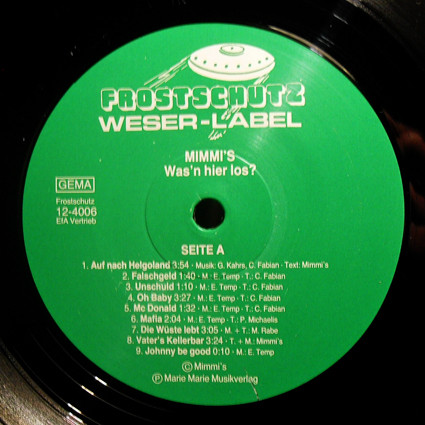 FROSTSCHUTZ
WESER-LABEL
MIMMI'S
Was'n hier los?
GEMA
Frostschutz
12-4006
EfA Vertrieb
SEITE A
1. Auf nach Helgoland 3:54 · Musik: G. Kahrs, C. Fabian · Text: Mimmi's
2. Falschgeld 1:40 · M.: E. Temp · T.: C. Fabian
3. Unschuld 1:10 · M.: E. Temp · T.: C. Fabian
4. Oh Baby 3:27 · M.: E. Temp · T.: C. Fabian
5. Mc Donald 1:32 · M.: E. Temp · T.: C. Fabian
6. Mafia 2:04 · M.: E. Temp · T.: P. Michaelis
7. Die Wüste lebt 3:05 · M. + T.: M. Rabe
8. Vater's Kellerbar 3:24 · T. + M.: Mimmi's
9. Johnny be good 0:10 · M.: E. Temp
Ⓒ Mimmi's
Ⓟ Marie Marie Musikverlag